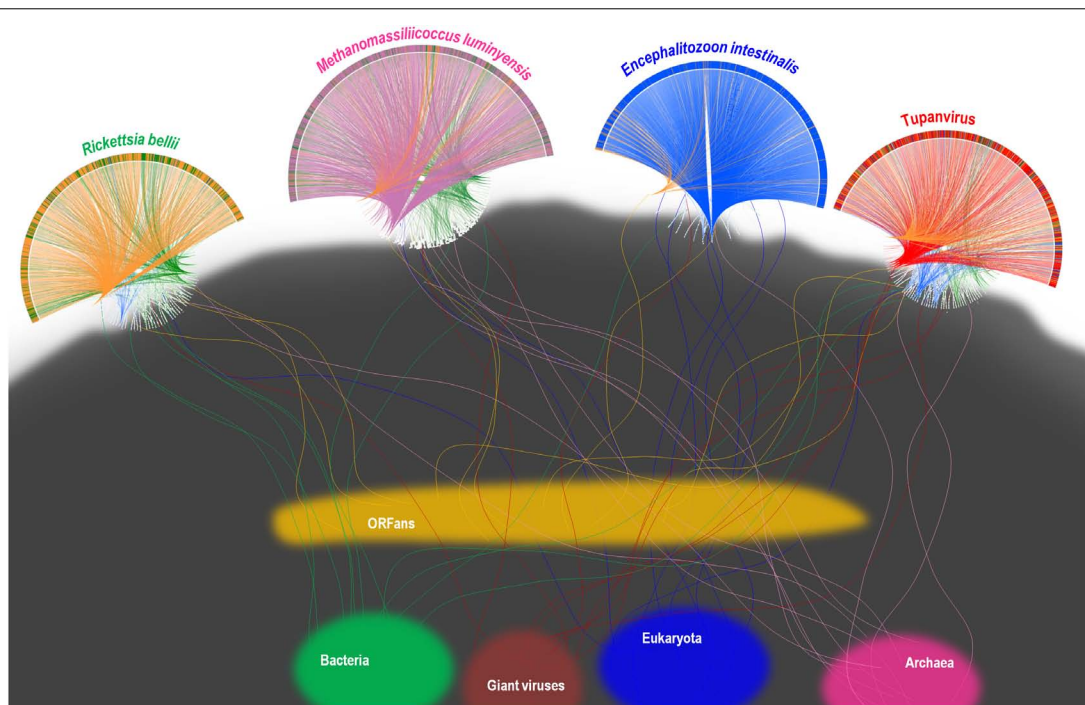 Rickettsia bellii
Methanomassiliicoccus luminyensis
Encephalitozoon intestinalis
Tupanvirus
ORFans
Bacteria
Giant viruses
Eukaryota
Archaea